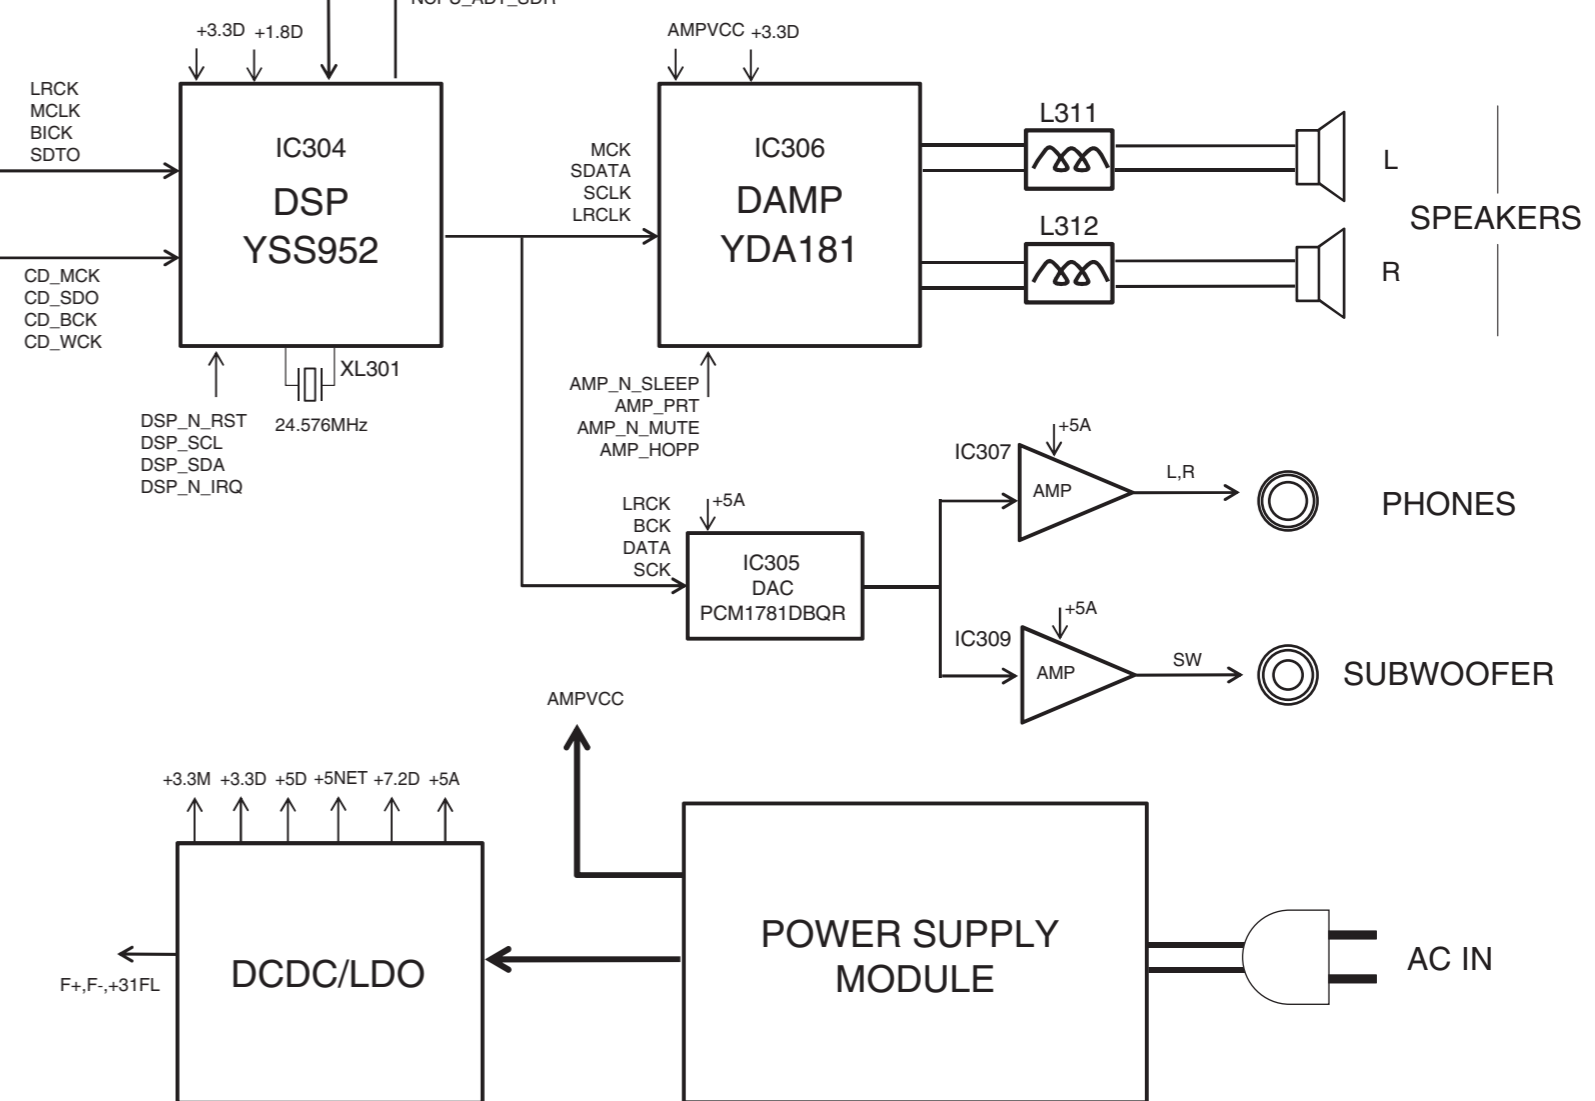 +3.3D +1.8D
AMPVCC +3.3D
LRCK
MCLK
BICK
SDTO
IC304
DSP
YSS952
MCK
SDATA
SCLK
LRCLK
IC306
DAMP
YDA181
L311
L
SPEAKERS
L312
R
CD_MCK
CD_SDO
CD_BCK
CD_WCK
XL301
24.576MHz
DSP_N_RST
DSP_SCL
DSP_SDA
DSP_N_IRQ
AMP_N_SLEEP
AMP_PRT
AMP_N_MUTE
AMP_HOPP
+5A
IC307
AMP
L,R
PHONES
LRCK
BCK
DATA
SCK
+5A
IC305
DAC
PCM1781DBQR
+5A
IC309
AMP
SW
SUBWOOFER
AMPVCC
+3.3M +3.3D +5D +5NET +7.2D +5A
DCDC/LDO
F+,F-,+31FL
POWER SUPPLY
MODULE
AC IN